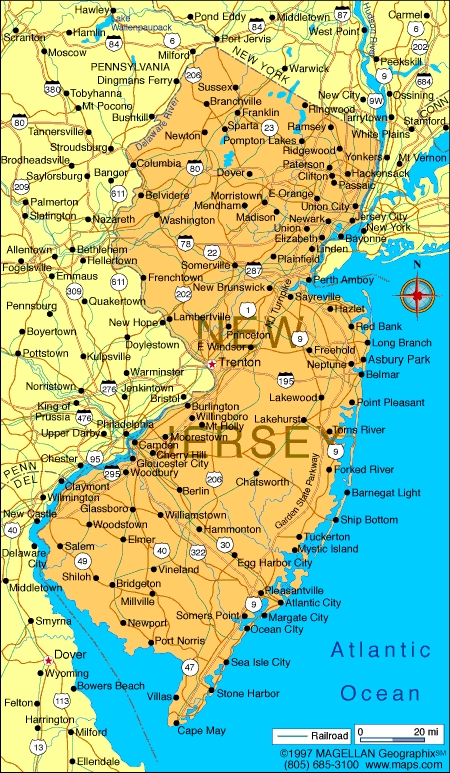 Hawley
Lake
Wallenpaupack
Pond Eddy
Middletown
87
Carmel
Scranton
Hamlin
84
6
Port Jervis
West Point
6
202
Moscow
Milford
NEW YORK
Hudson River
Peekskill
PENNSYLVANIA
206
Warwick
9
684
Dingmans Ferry
Sussex
380
Tobyhanna
Branchville
New City
Ossining
Mt Pocono
Franklin
Ringwood
9W
CONN
80
Bushkill
Delaware River
Sparta
23
Ramsey
Tarrytown
Stamford
Tannersville
Newton
Pompton Lakes
White Plains
95
Stroudsburg
Ridgewood
Brodheadsville
Columbia
80
Paterson
Yonkers
Mt Vernon
Saylorsburg
Bangor
Dover
Clifton
Hackensack
209
611
Belvidere
Morristown
E Orange
Passaic
Palmerton
Mendham
Union City
Slatington
Nazareth
Washington
Madison
Newark
Jersey City
78
Union
New York
Allentown
Bethlehem
22
Elizabeth
Bayonne
Fogelsville
Hellertown
Somerville
Plainfield
Linden
Emmaus
611
Frenchtown
287
Perth Amboy
N
309
202
New Brunswick
Pennsburg
Quakertown
Sayreville
NJ Turnpike
1
Hazlet
New Hope
Lambertville
NEW
Red Bank
Boyertown
Doylestown
Princeton
9
Long Branch
Pottstown
Kulpsville
E Windsor
Freehold
Asbury Park
Trenton
Neptune
Warminster
195
Belmar
Norristown
276
Jenkintown
Bristol
Lakewood
King of
Prussia
476
Burlington
Point Pleasant
Philadelphia
Willingboro
Lakehurst
Upper Darby
Mt Holly
Toms River
Camden
Moorestown
JERSEY
Chester
95
Cherry Hill
9
Gloucester City
PENN
DEL
295
Woodbury
206
Chatsworth
Forked River
Claymont
Berlin
Garden State Parkway
Wilmington
Barnegat Light
Glassboro
New Castle
Williamstown
Ship Bottom
40
Woodstown
Hammonton
Delaware
City
Elmer
Tuckerton
Salem
40
322
30
Mystic Island
49
Egg Harbor City
Shiloh
Vineland
Middletown
Bridgeton
Pleasantville
Millville
9
Atlantic City
Smyrna
Newport
Somers Point
Margate City
Ocean City
Port Norris
Atlantic
Dover
47
Sea Isle City
Wyoming
Bowers Beach
Villas
Stone Harbor
Ocean
Felton
113
Harrington
Milford
Cape May
Railroad
0 20 mi
13
©1997 MAGELLAN Geographix℠
Ellendale
(805) 685-3100 www.maps.com